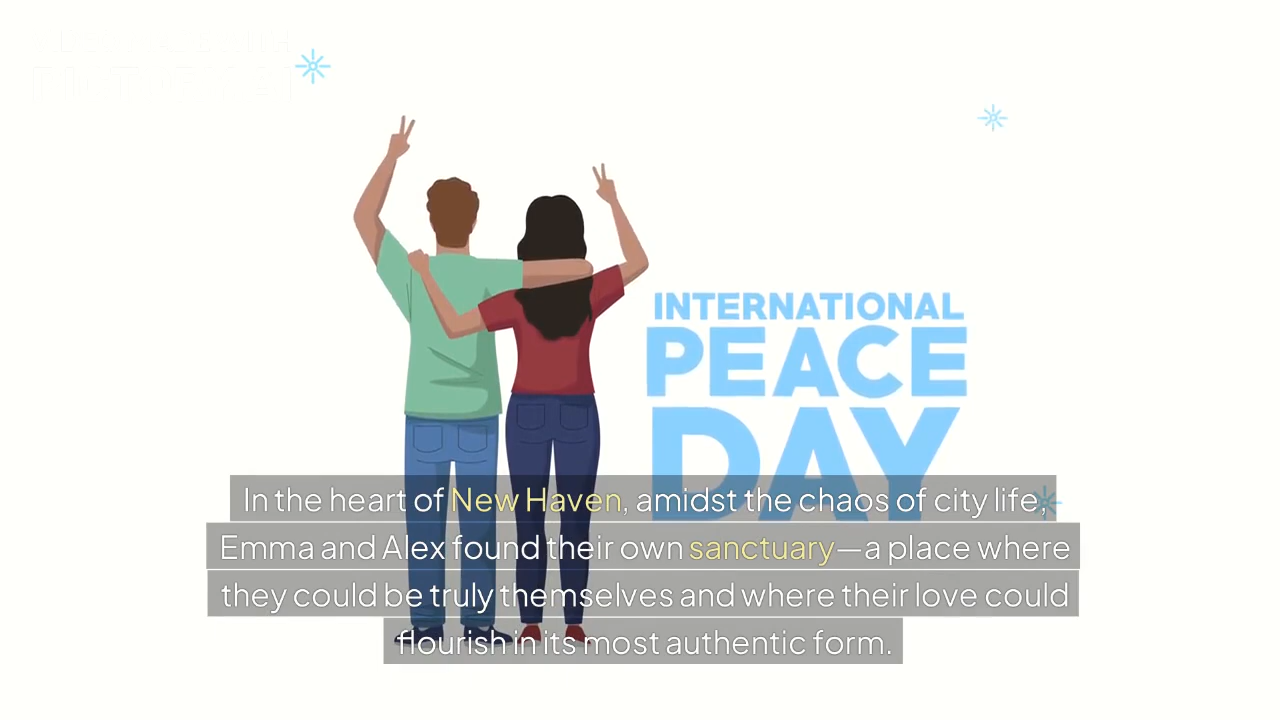 INTERNATIONAL
PEACE
DAY
In the heart of New Haven, amidst the chaos of city life,
Emma and Alex found their own sanctuary—a place where
they could be truly themselves and where their love could
flourish in its most authentic form.